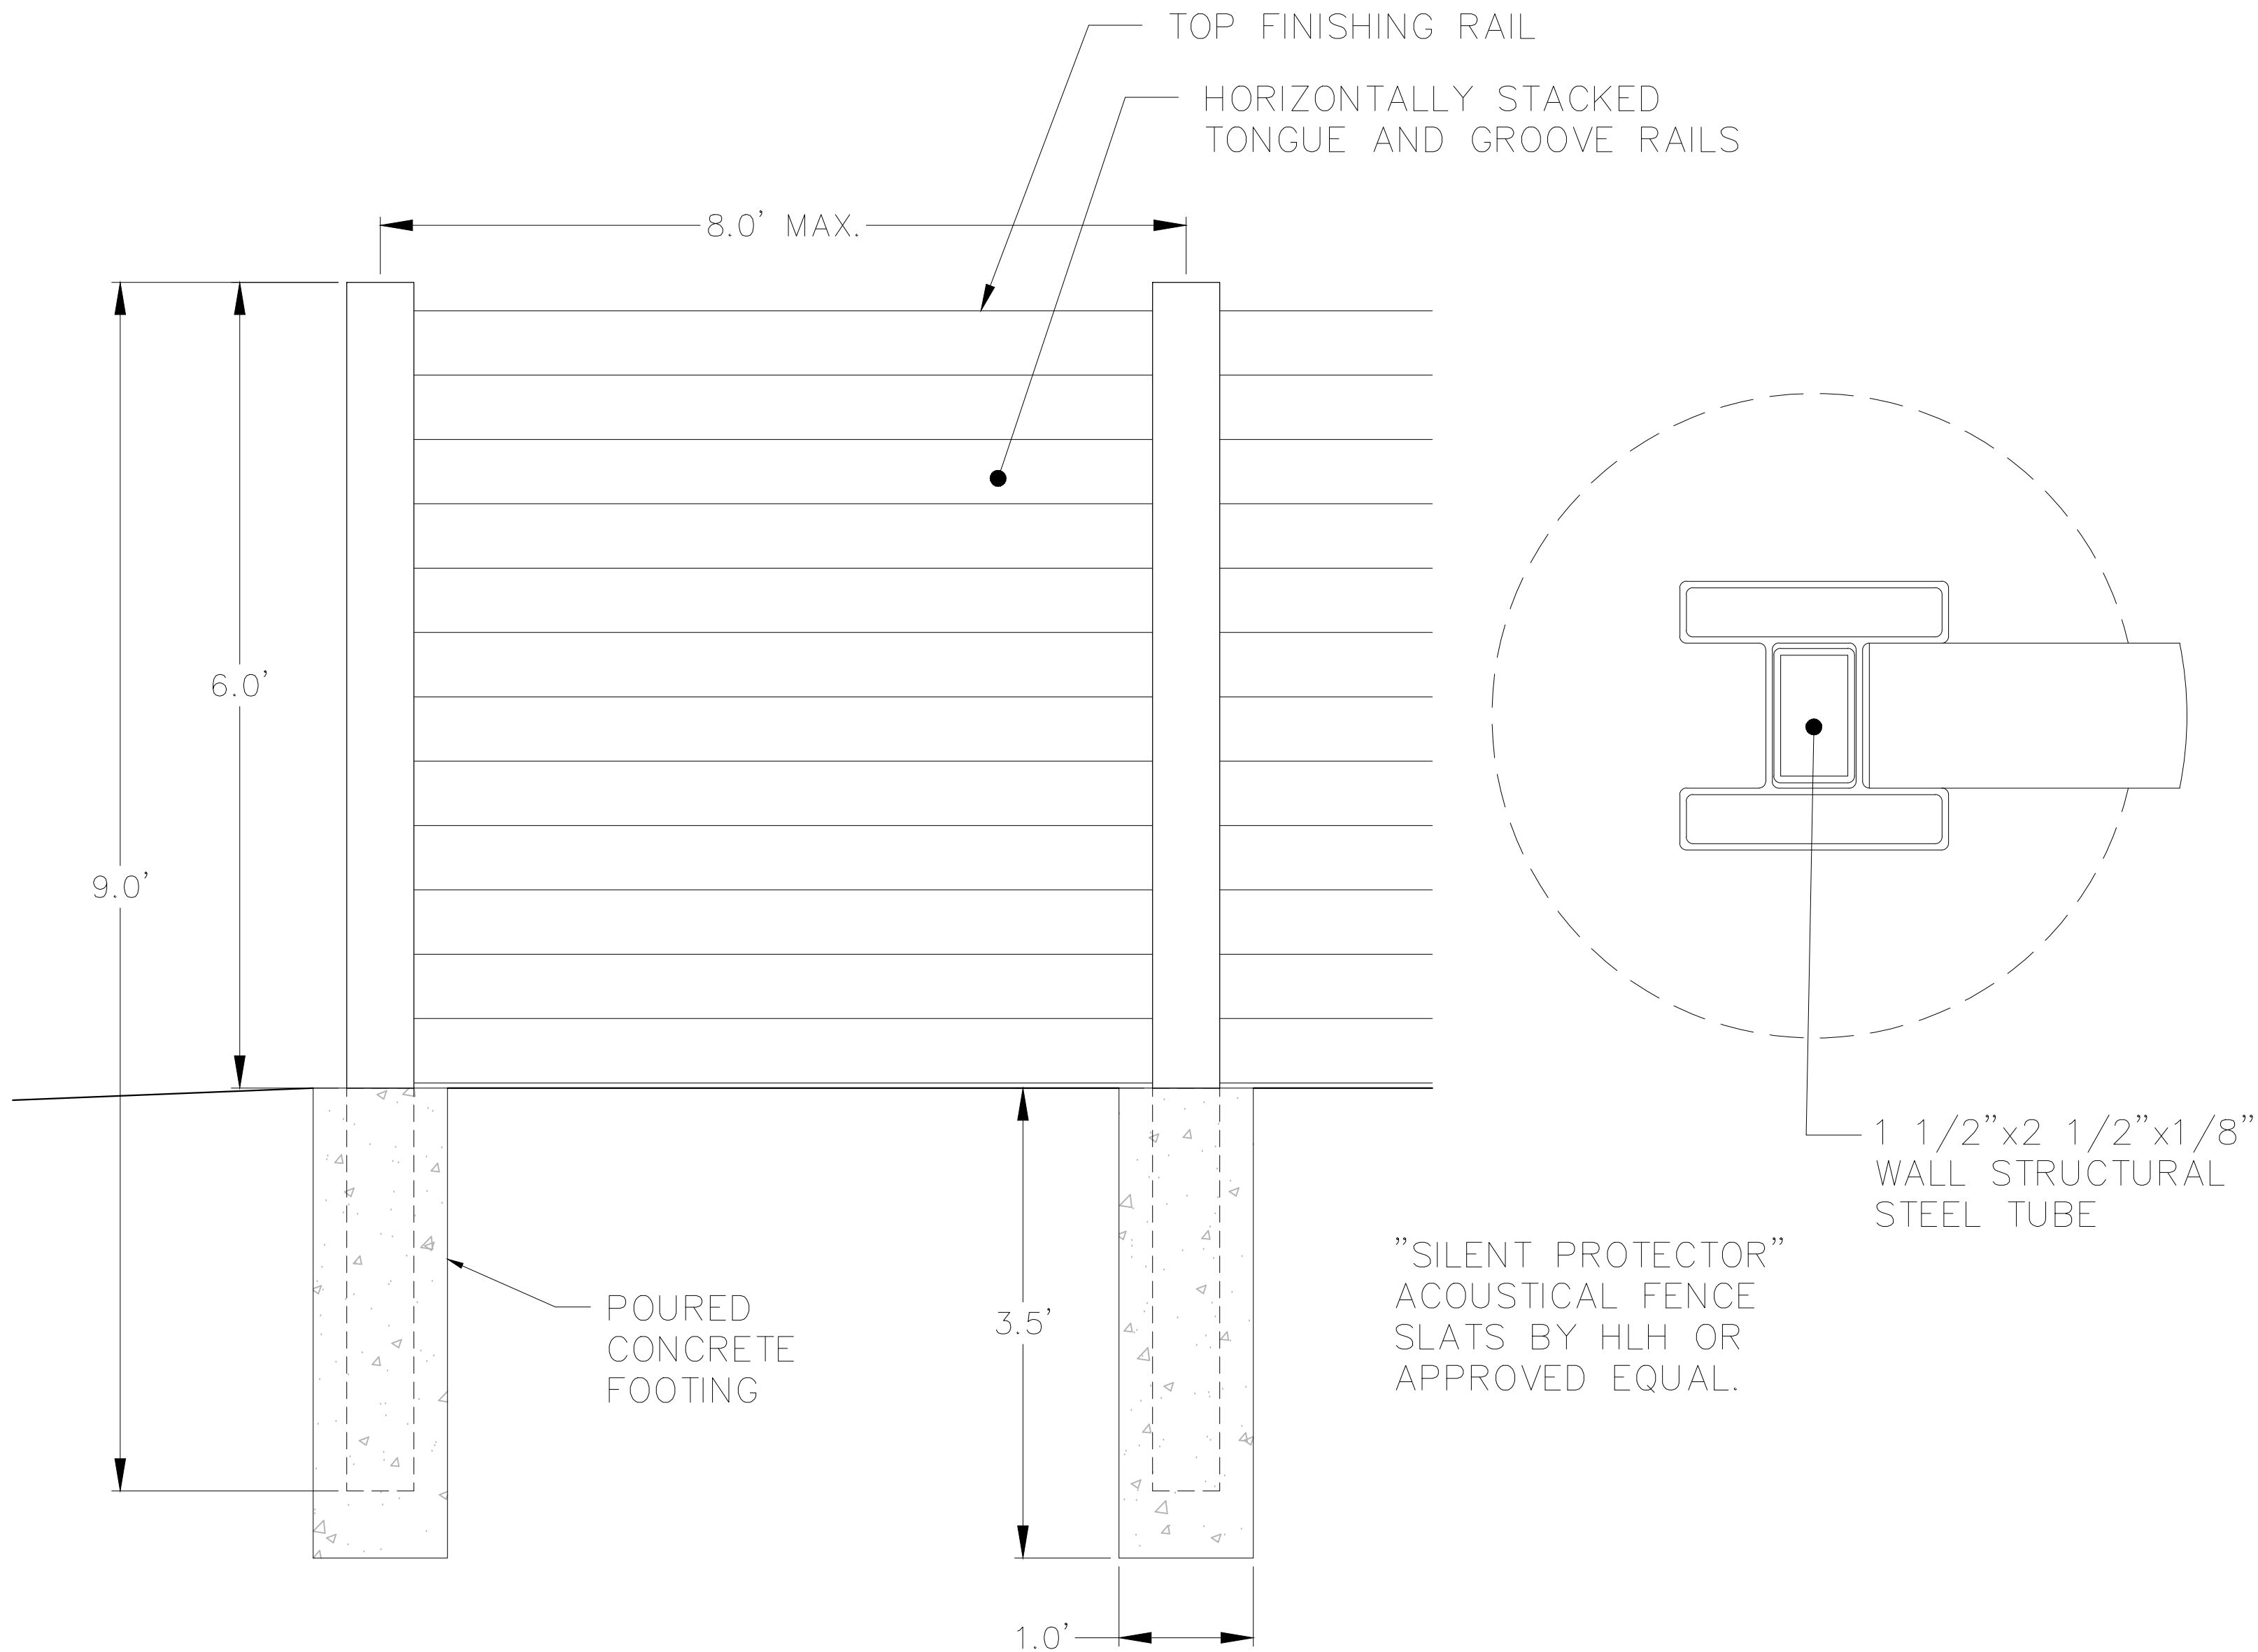 TOP FINISHING RAIL
HORIZONTALLY STACKED
TONGUE AND GROOVE RAILS
8.0' MAX.
6.0'
9.0'
1 1/2"x2 1/2"x1/8"
WALL STRUCTURAL
STEEL TUBE
"SILENT PROTECTOR"
ACOUSTICAL FENCE
SLATS BY HLH OR
APPROVED EQUAL.
POURED
CONCRETE
FOOTING
3.5'
1.0'